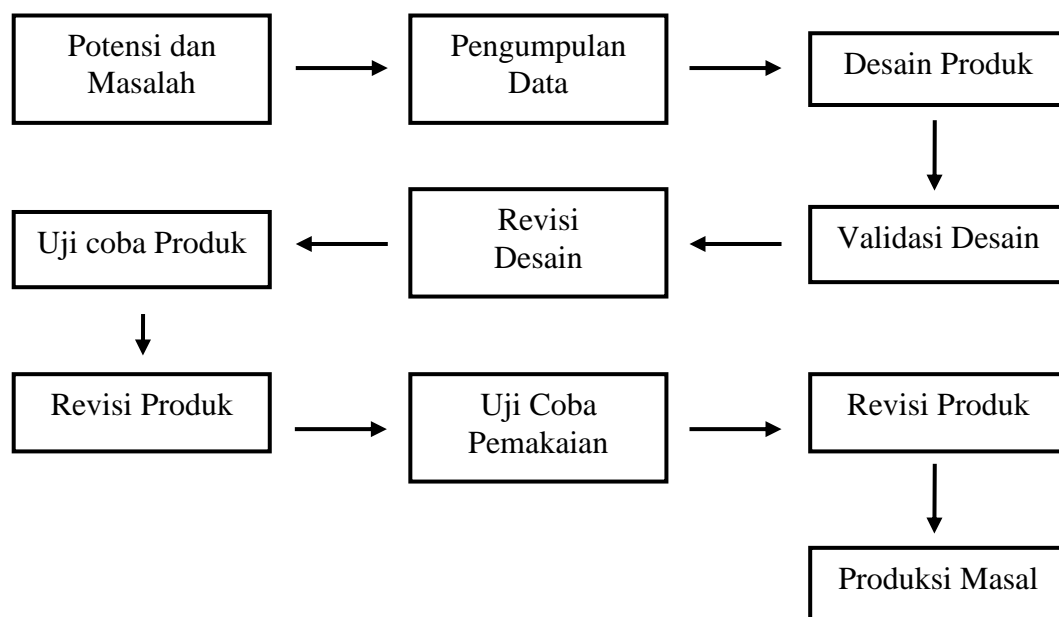 Potensi dan
Masalah
Pengumpulan
Data
Desain Produk
Validasi Desain
Revisi
Desain
Uji coba Produk
Revisi Produk
Uji Coba
Pemakaian
Revisi Produk
Produksi Masal